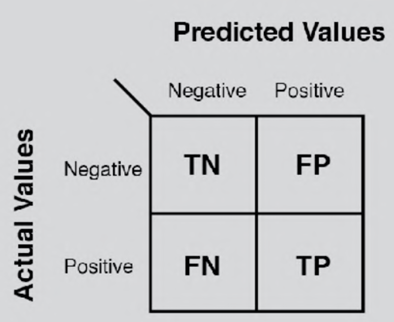 Predicted Values
Negative Positive
Actual Values
Negative TN FP
Positive FN TP